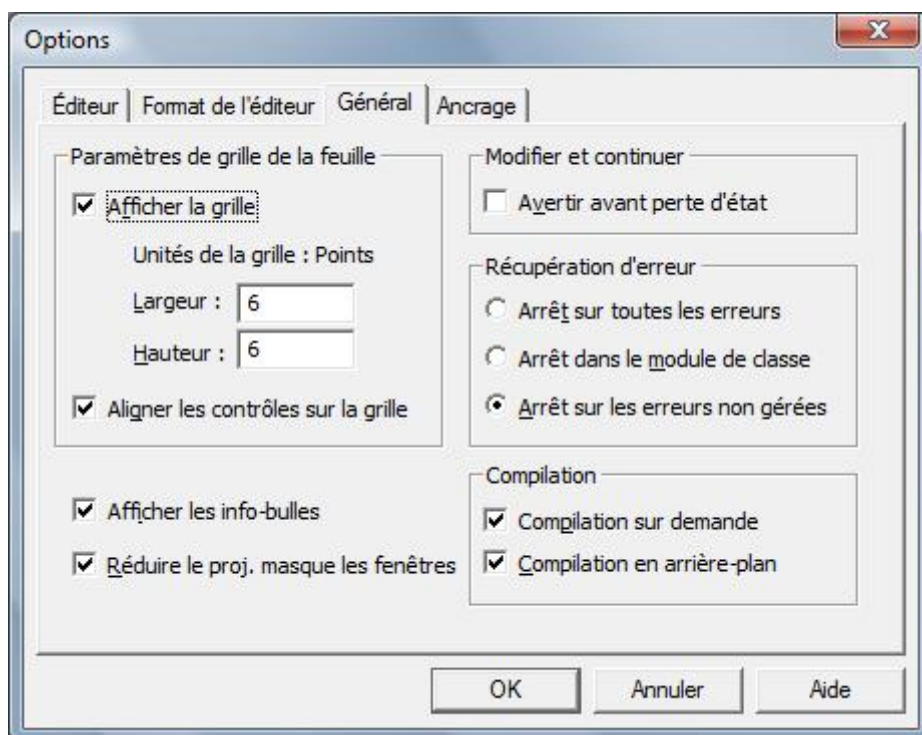 Options
Éditeur
Format de l'éditeur
Général
Ancrage
Paramètres de grille de la feuille
Afficher la grille
Unités de la grille : Points
Largeur : 6
Hauteur : 6
Aligner les contrôles sur la grille
Afficher les info-bulles
Réduire le proj. masque les fenêtres
Modifier et continuer
Avertir avant perte d'état
Récupération d'erreur
Arrêt sur toutes les erreurs
Arrêt dans le module de classe
Arrêt sur les erreurs non gérées
Compilation
Compilation sur demande
Compilation en arrière-plan
OK
Annuler
Aide